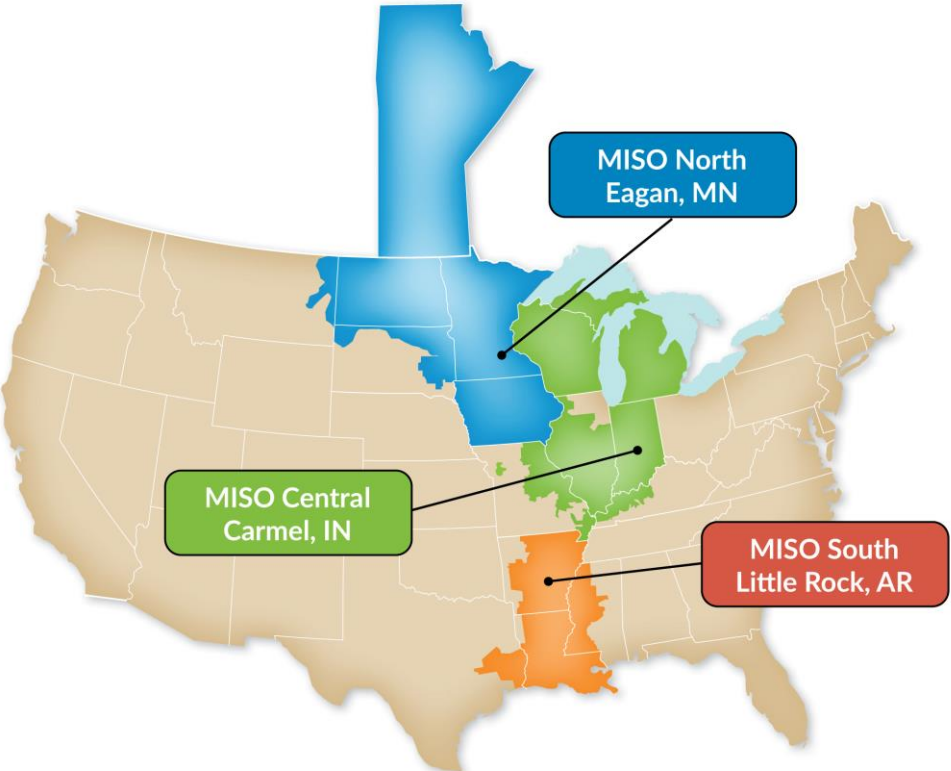 MISO North
Eagan, MN
MISO Central
Carmel, IN
MISO South
Little Rock, AR